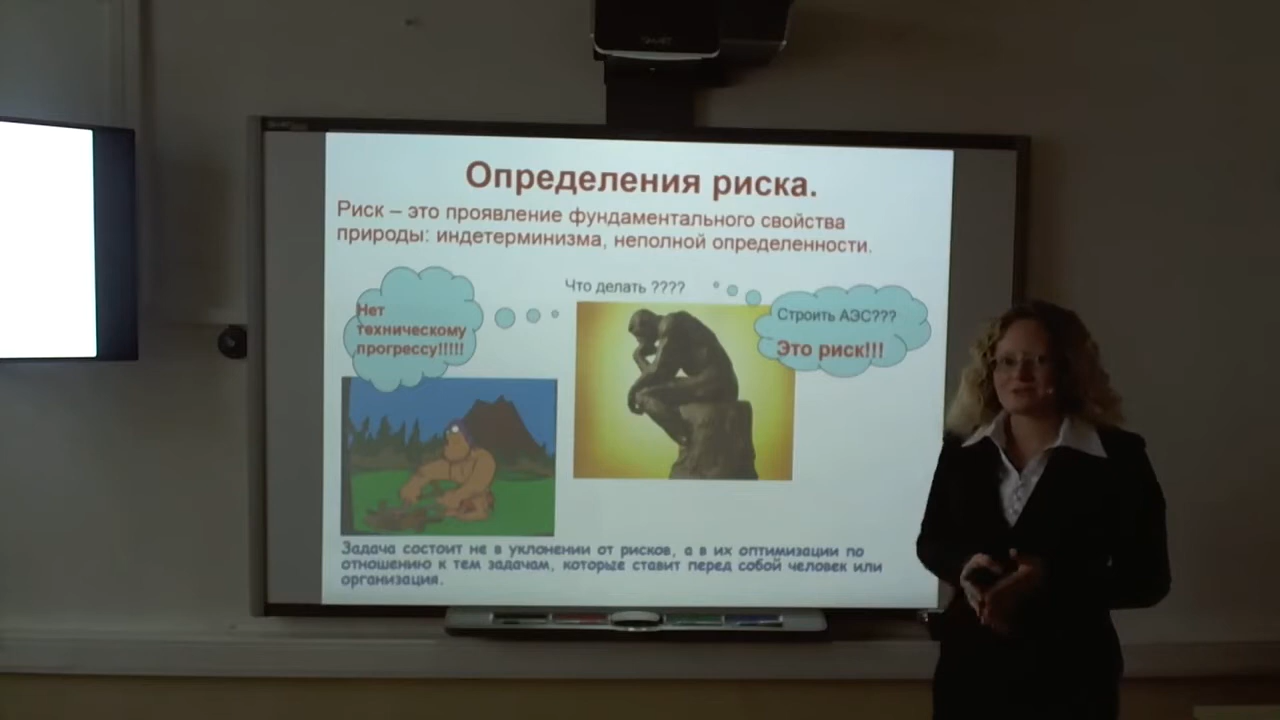 Определения риска.
Риск – это проявление фундаментального свойства
природы: индетерминизма, неполной определенности.
Что делать ????
Нет
техническому
прогрессу!!!!!
Строить АЭС???
Это риск!!!
Задача состоит не в уклонении от рисков, а в их оптимизации по
отношению к тем задачам, которые ставит перед собой человек или
организация.